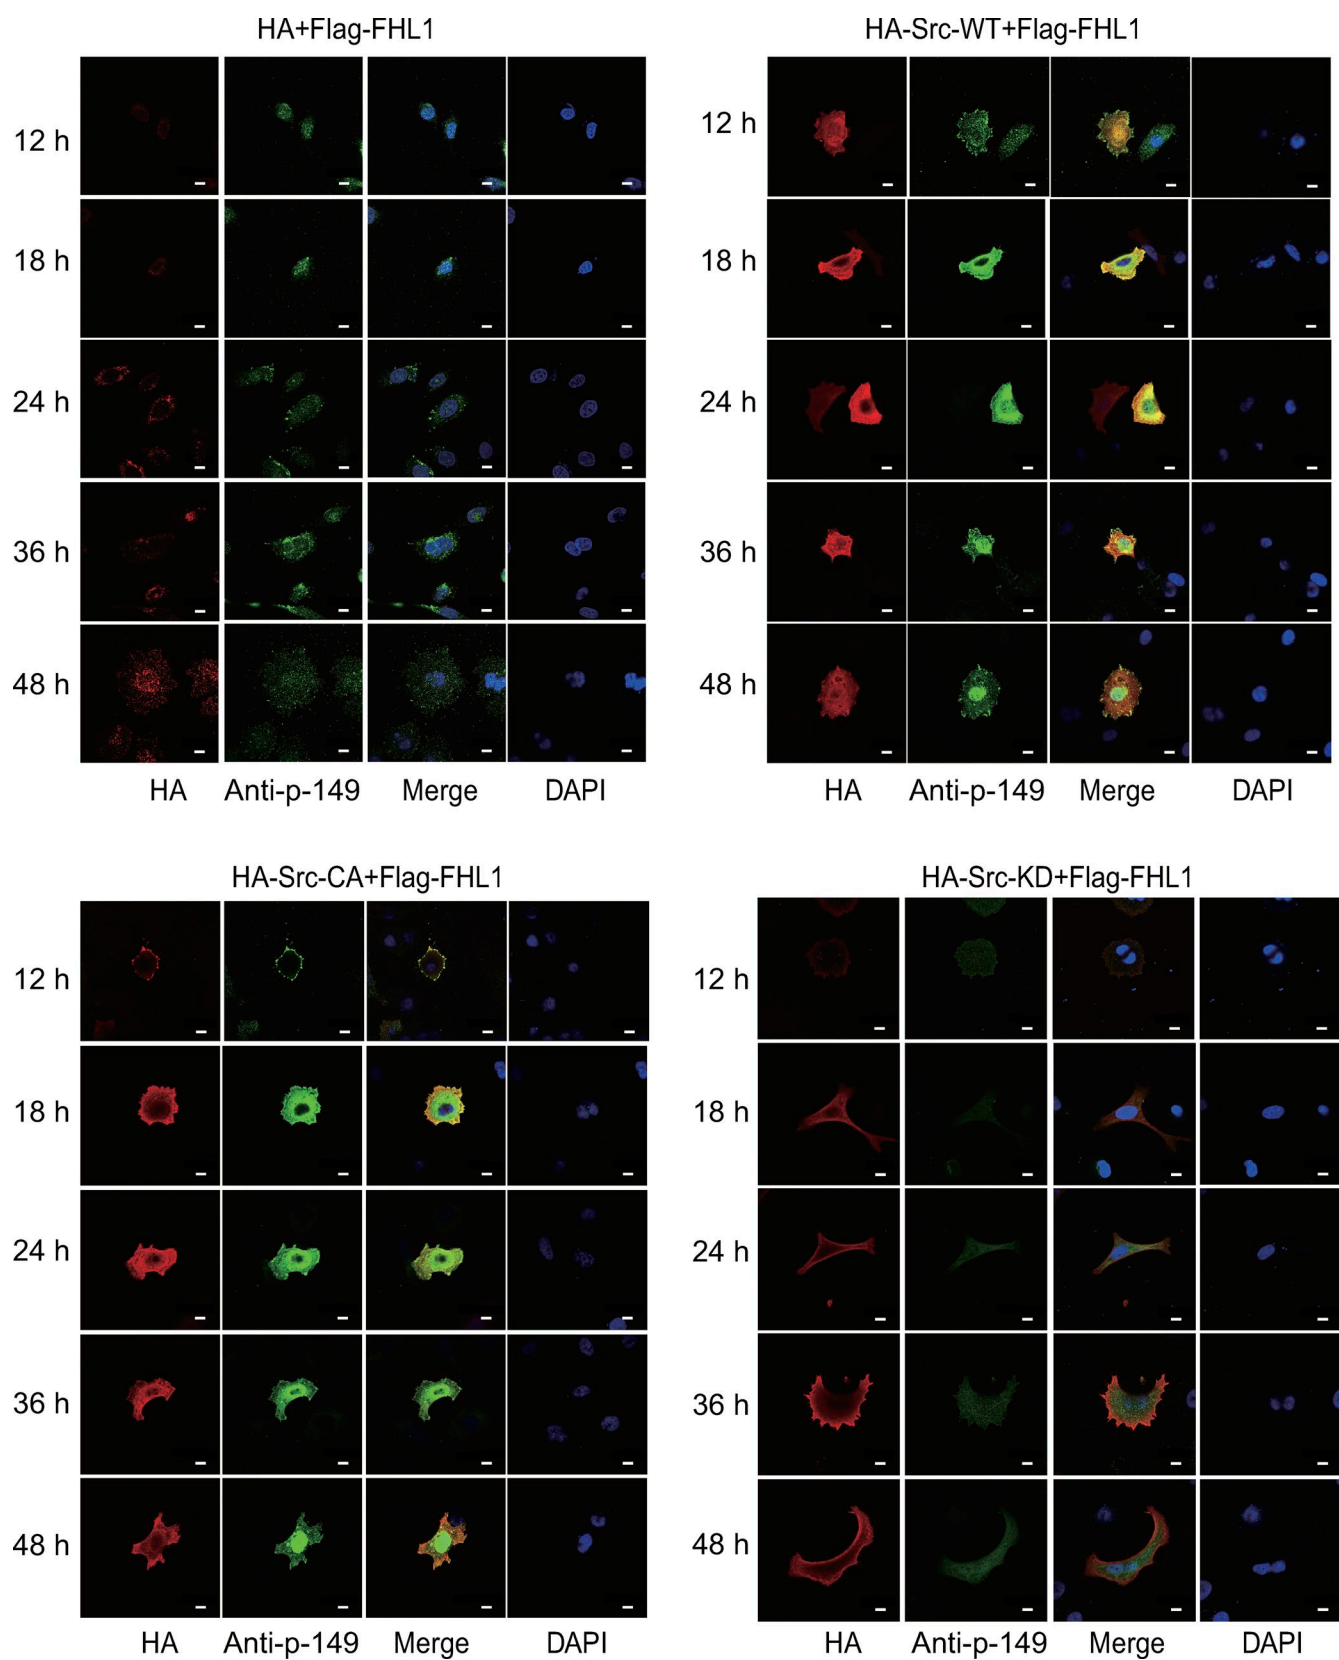 HA+Flag-FHL1
12 h
18 h
24 h
36 h
48 h
HA Anti-p-149 Merge DAPI
HA-Src-WT+Flag-FHL1
12 h
18 h
24 h
36 h
48 h
HA Anti-p-149 Merge DAPI
HA-Src-CA+Flag-FHL1
12 h
18 h
24 h
36 h
48 h
HA Anti-p-149 Merge DAPI
HA-Src-KD+Flag-FHL1
12 h
18 h
24 h
36 h
48 h
HA Anti-p-149 Merge DAPI